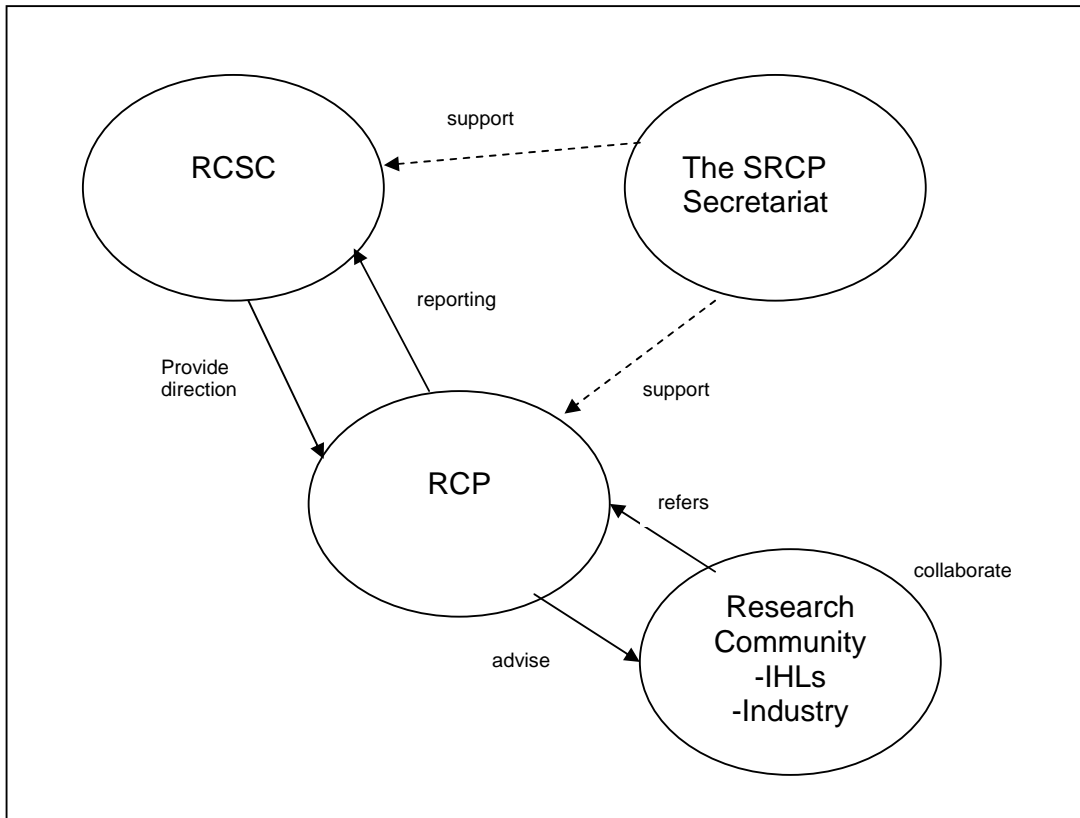 support
RCSC
The SRCP
Secretariat
reporting
Provide
direction
support
RCP
refers
collaborate
Research
Community
-IHLs
-Industry
advise